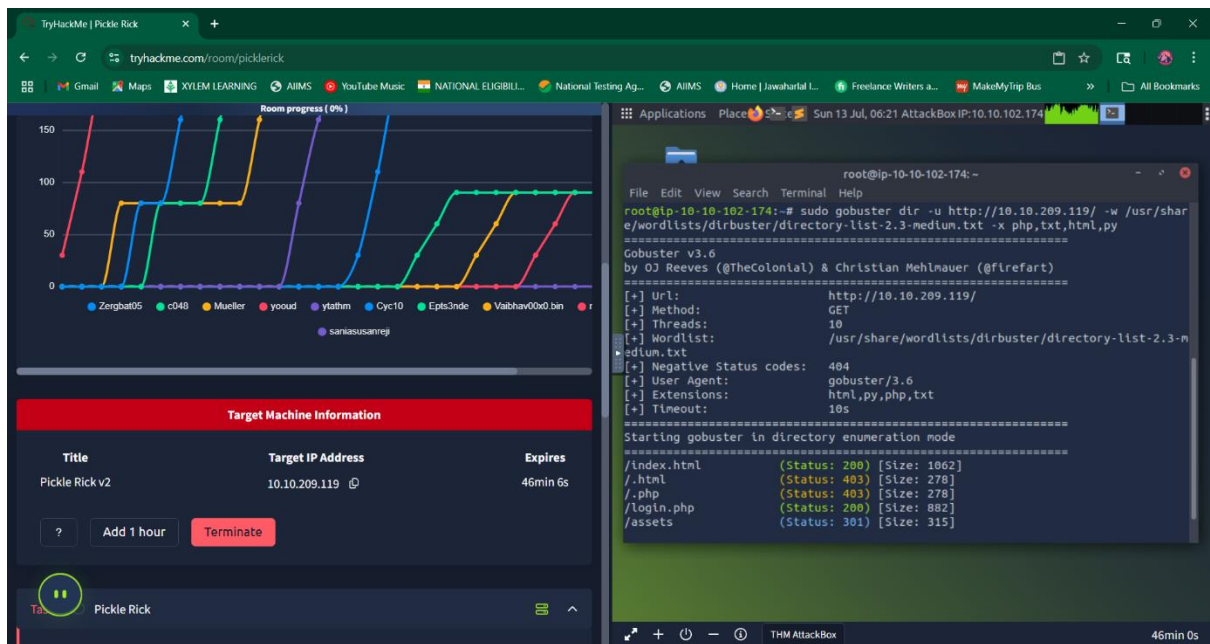 TryHackMe | Pickle Rick
tryhackme.com/room/picklerick
Gmail Maps XYLEM LEARNING AIIMS YouTube Music NATIONAL ELIGIBILI... National Testing Ag... AIIMS Home | Jawaharlal I... Freelance Writers a... MakeMyTrip Bus » All Bookmarks
Room progress ( 0% )
150
100
50
0
Zergbat05 c048 Mueller yooud ytathm Cyc10 Epts3nde Vaibhav00x0.bin
saniasusanreji
Target Machine Information
Title Target IP Address Expires
Pickle Rick v2 10.10.209.119 46min 6s
? Add 1 hour Terminate
Pickle Rick
Applications Place Sun 13 Jul, 06:21 AttackBox IP:10.10.102.174
root@ip-10-10-102-174: ~
File Edit View Search Terminal Help
root@ip-10-10-102-174:~# sudo gobuster dir -u http://10.10.209.119/ -w /usr/shar
e/wordlists/dirbuster/directory-list-2.3-medium.txt -x php,txt,html,py
===============================================================
Gobuster v3.6
by OJ Reeves (@TheColonial) & Christian Mehlmauer (@firefart)
===============================================================
[+] Url: http://10.10.209.119/
[+] Method: GET
[+] Threads: 10
[+] Wordlist: /usr/share/wordlists/dirbuster/directory-list-2.3-m
edium.txt
[+] Negative Status codes: 404
[+] User Agent: gobuster/3.6
[+] Extensions: html,py,php,txt
[+] Timeout: 10s
===============================================================
Starting gobuster in directory enumeration mode
===============================================================
/index.html (Status: 200) [Size: 1062]
/.html (Status: 403) [Size: 278]
/.php (Status: 403) [Size: 278]
/login.php (Status: 200) [Size: 882]
/assets (Status: 301) [Size: 315]
THM AttackBox 46min 0s